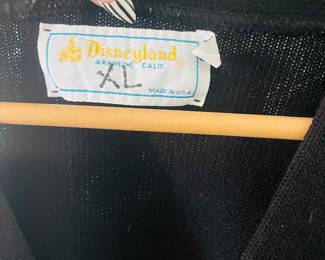 Disneyland®
ANAHEIM, CALIF.
XL
MADE IN U.S.A